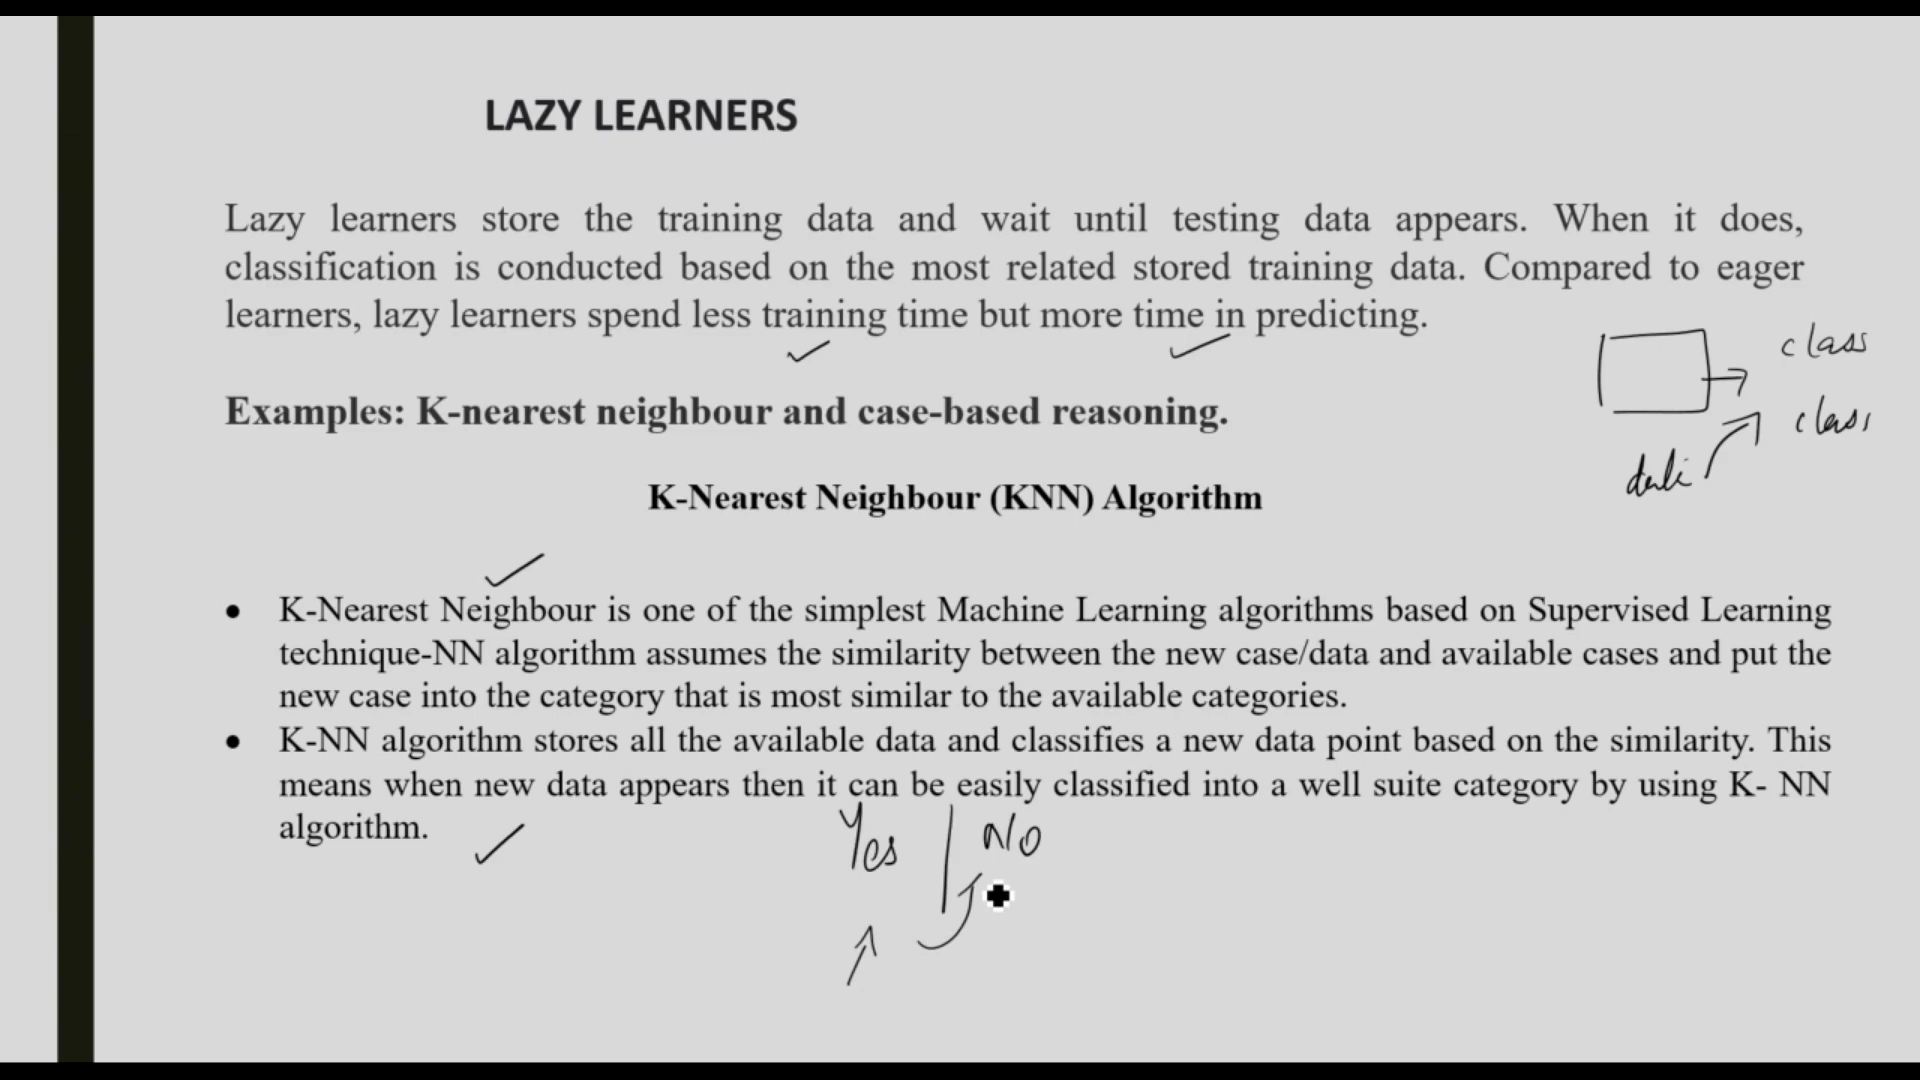 LAZY LEARNERS
Lazy learners store the training data and wait until testing data appears. When it does,
classification is conducted based on the most related stored training data. Compared to eager
learners, lazy learners spend less training time but more time in predicting.
class
Examples: K-nearest neighbour and case-based reasoning.
class
K-Nearest Neighbour (KNN) Algorithm
K-Nearest Neighbour is one of the simplest Machine Learning algorithms based on Supervised Learning
technique-NN algorithm assumes the similarity between the new case/data and available cases and put the
new case into the category that is most similar to the available categories.
K-NN algorithm stores all the available data and classifies a new data point based on the similarity. This
means when new data appears then it can be easily classified into a well suite category by using K- NN
algorithm.
Yes No